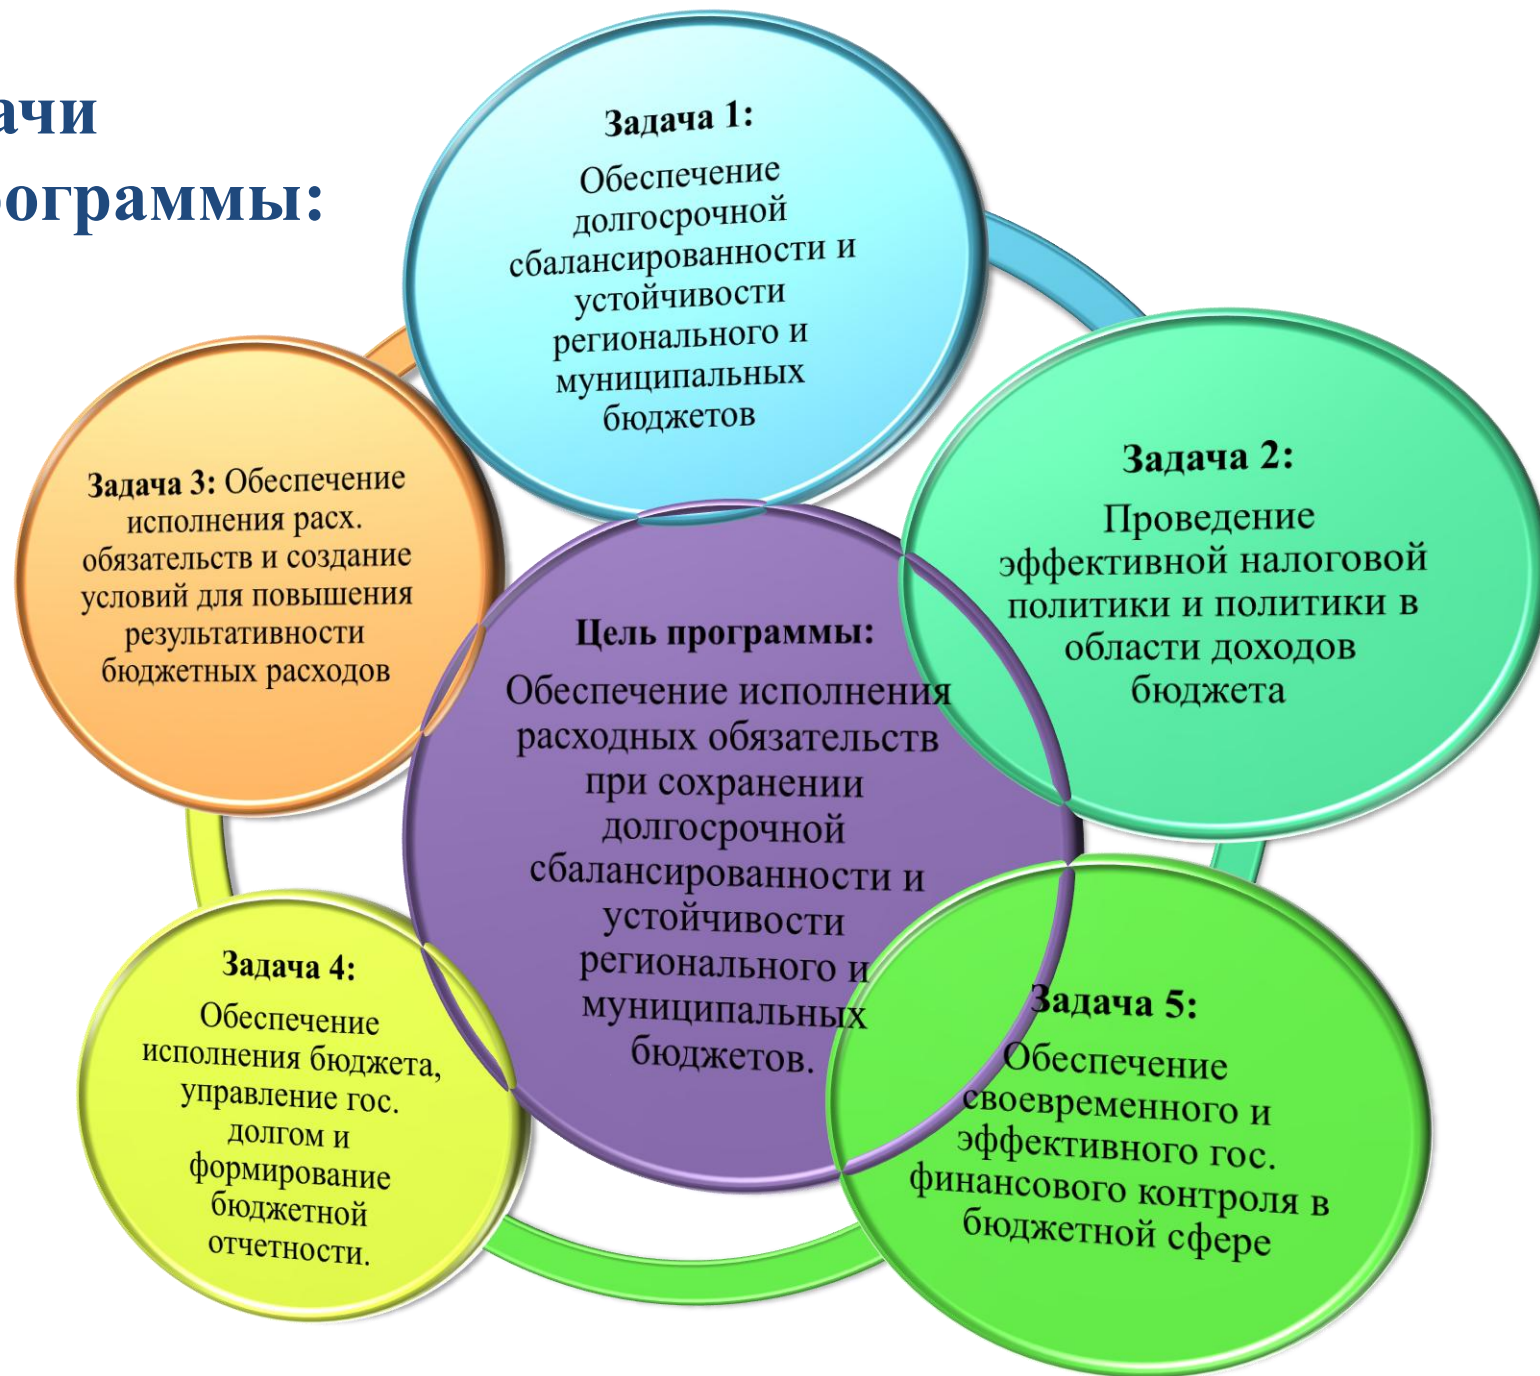 ачи
рограммы:
Задача 1:
Обеспечение
долгосрочной
сбалансированности и
устойчивости
регионального и
муниципальных
бюджетов
Задача 2:
Проведение
эффективной налоговой
политики и политики в
области доходов
бюджета
Задача 3: Обеспечение
исполнения расх.
обязательств и создание
условий для повышения
результативности
бюджетных расходов
Цель программы:
Обеспечение исполнения
расходных обязательств
при сохранении
долгосрочной
сбалансированности и
устойчивости
регионального и
муниципальных
бюджетов.
Задача 4:
Обеспечение
исполнения бюджета,
управление гос.
долгом и
формирование
бюджетной
отчетности.
Задача 5:
Обеспечение
своевременного и
эффективного гос.
финансового контроля в
бюджетной сфере